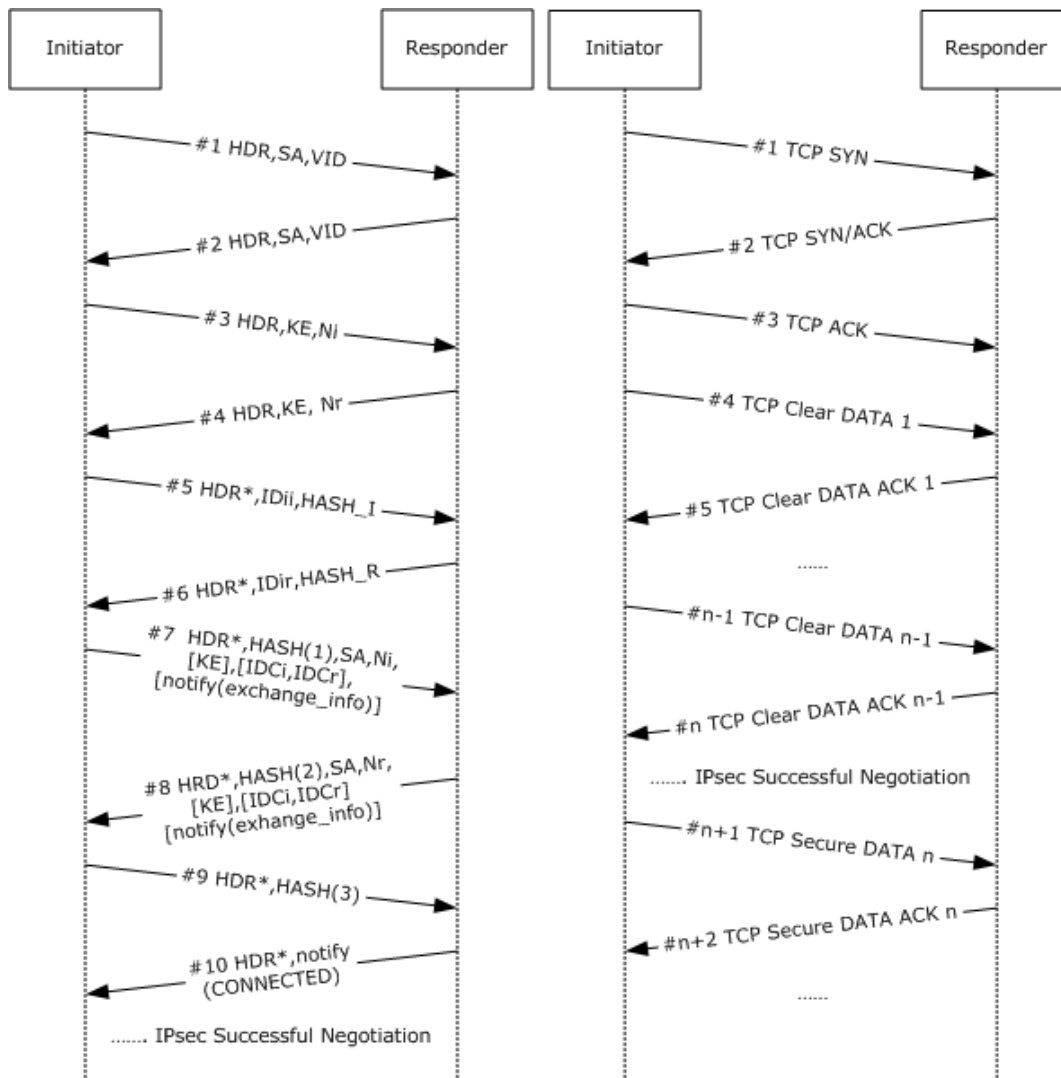 Initiator
Responder
#1 HDR,SA,VID
#2 HDR,SA,VID
#3 HDR,KE,Ni
#4 HDR,KE, Nr
#5 HDR*,IDii,HASH_I
#6 HDR*,IDir,HASH_R
#7 HDR*,HASH(1),SA,Ni,
[KE],[IDCi,IDCr],
[notify(exchange_info)]
#8 HRD*,HASH(2),SA,Nr,
[KE],[IDCi,IDCr]
[notify(exhange_info)]
#9 HDR*,HASH(3)
#10 HDR*,notify
(CONNECTED)
....... IPsec Successful Negotiation
Initiator
Responder
#1 TCP SYN
#2 TCP SYN/ACK
#3 TCP ACK
#4 TCP Clear DATA 1
#5 TCP Clear DATA ACK 1
......
#n-1 TCP Clear DATA n-1
#n TCP Clear DATA ACK n-1
....... IPsec Successful Negotiation
#n+1 TCP Secure DATA n
#n+2 TCP Secure DATA ACK n
......